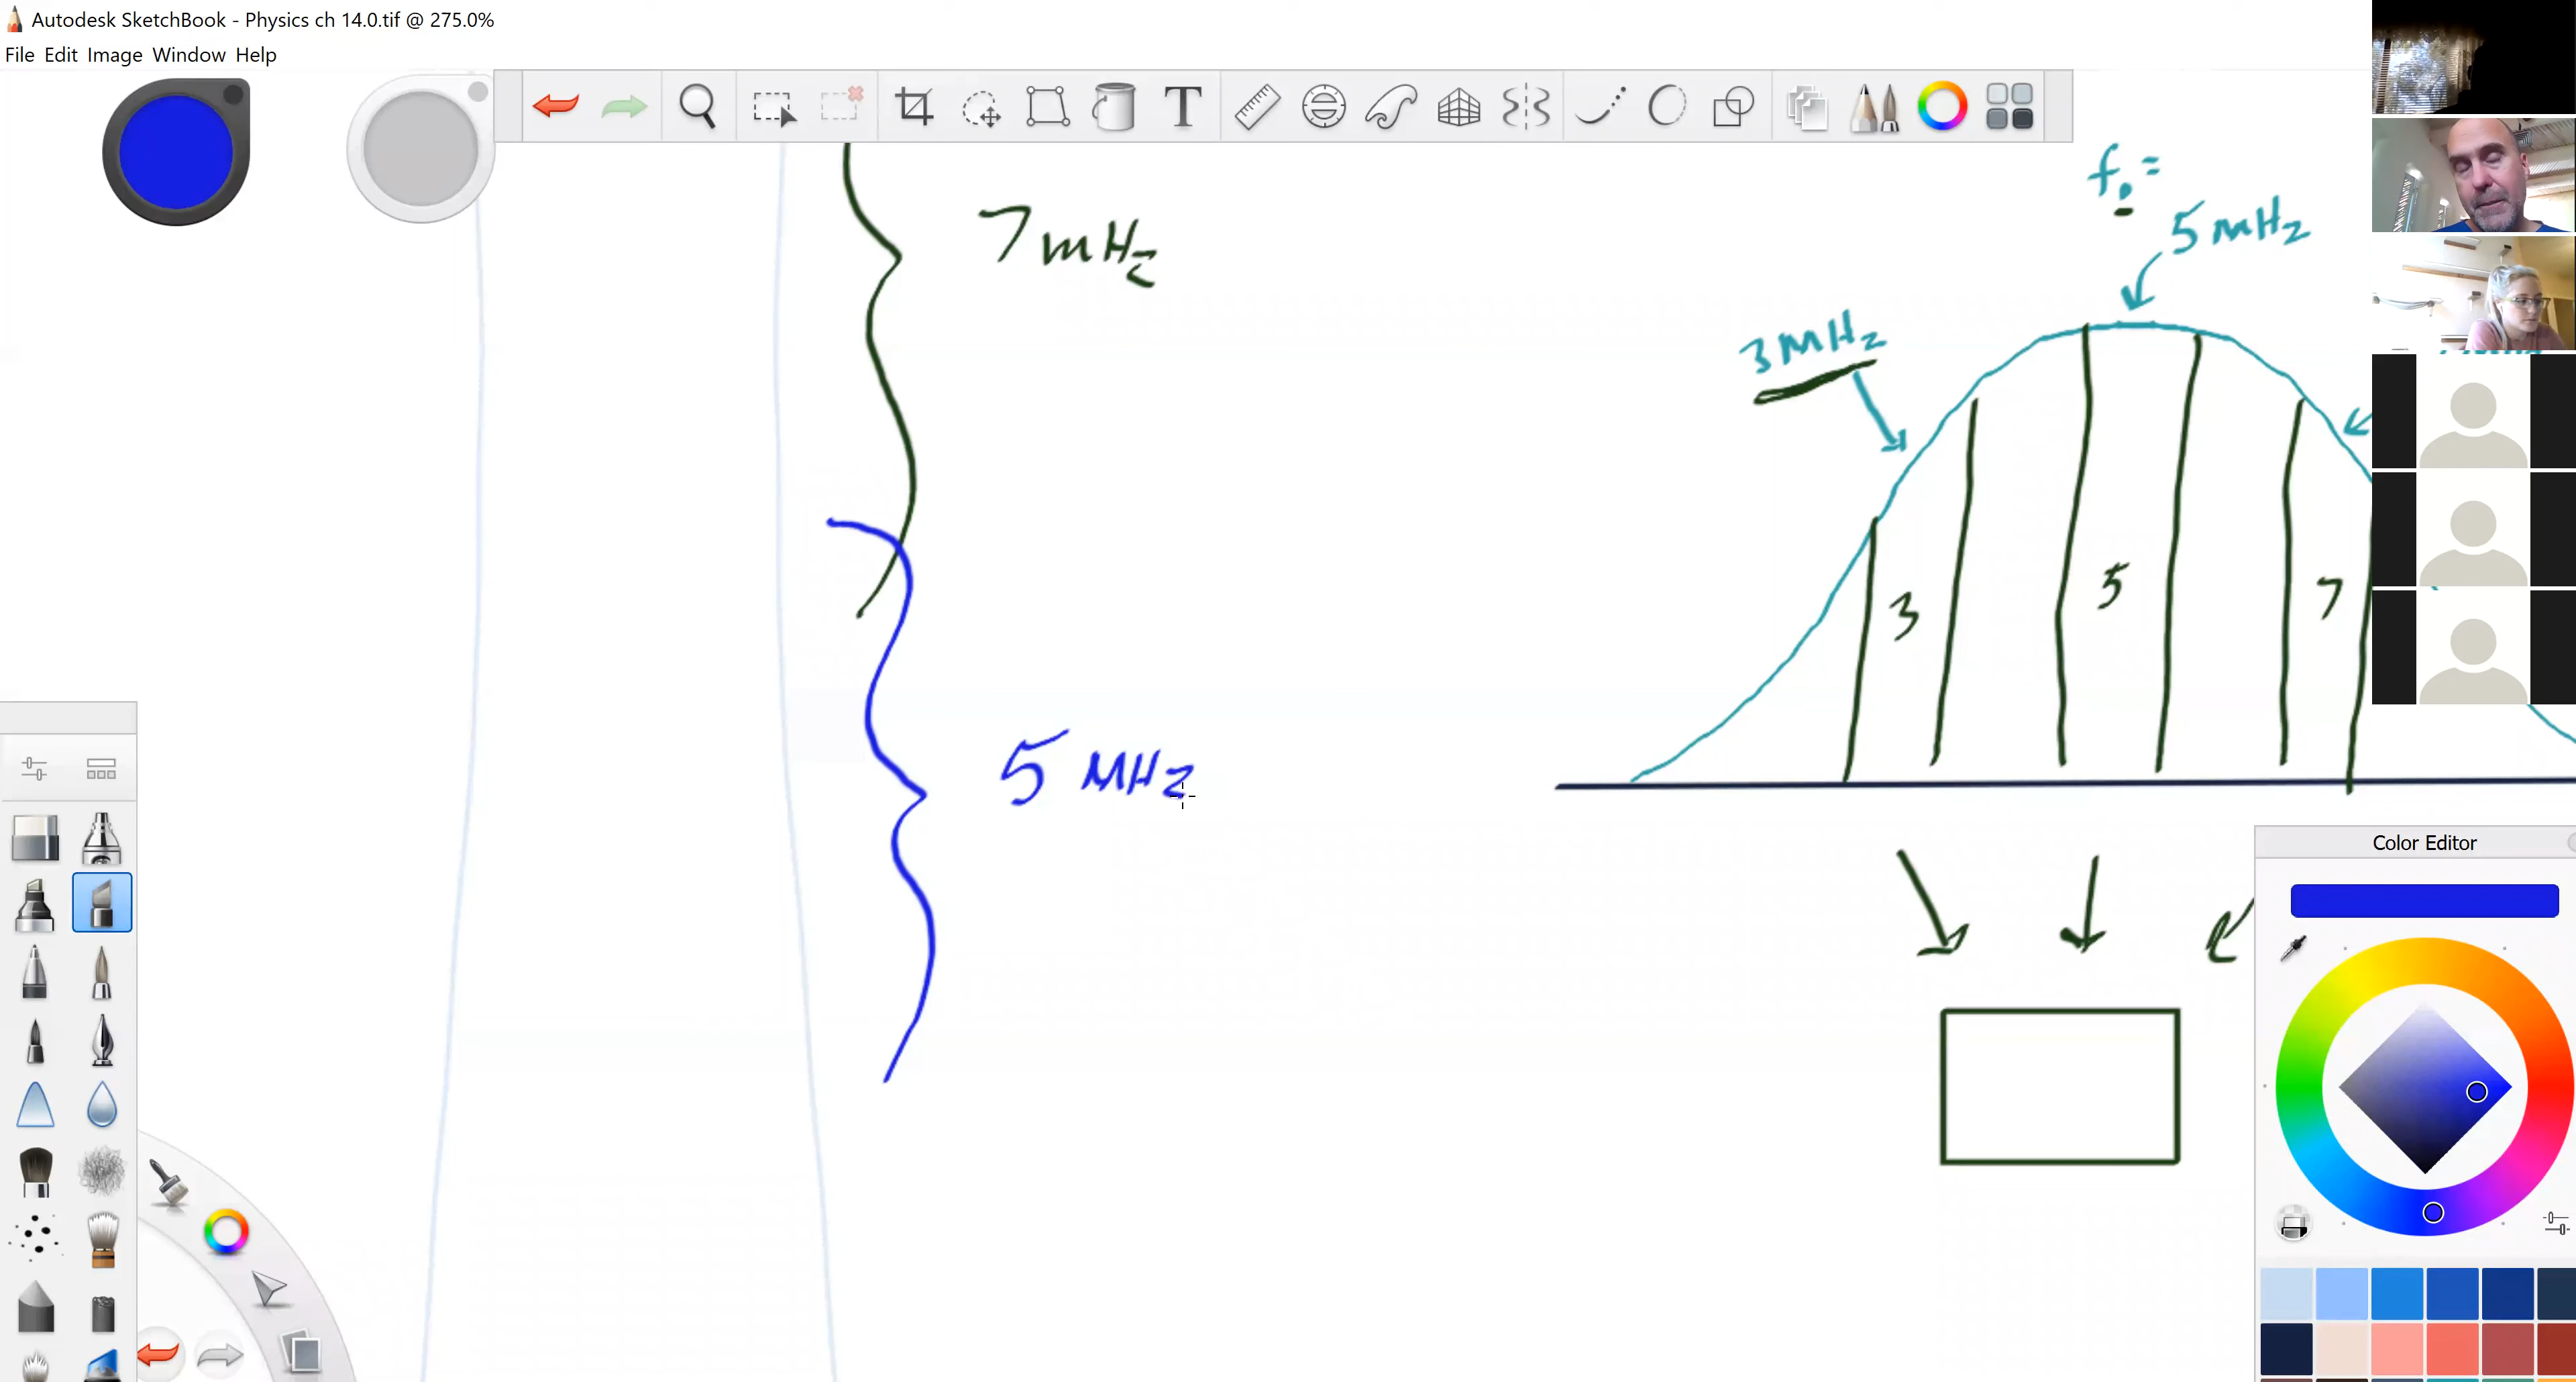 Autodesk SketchBook - Physics ch 14.0.tif @ 275.0%
File Edit Image Window Help
T
f₀ =
5 MHz
7 mHz
3 MHz
3
5
7
5 MHz
Color Editor